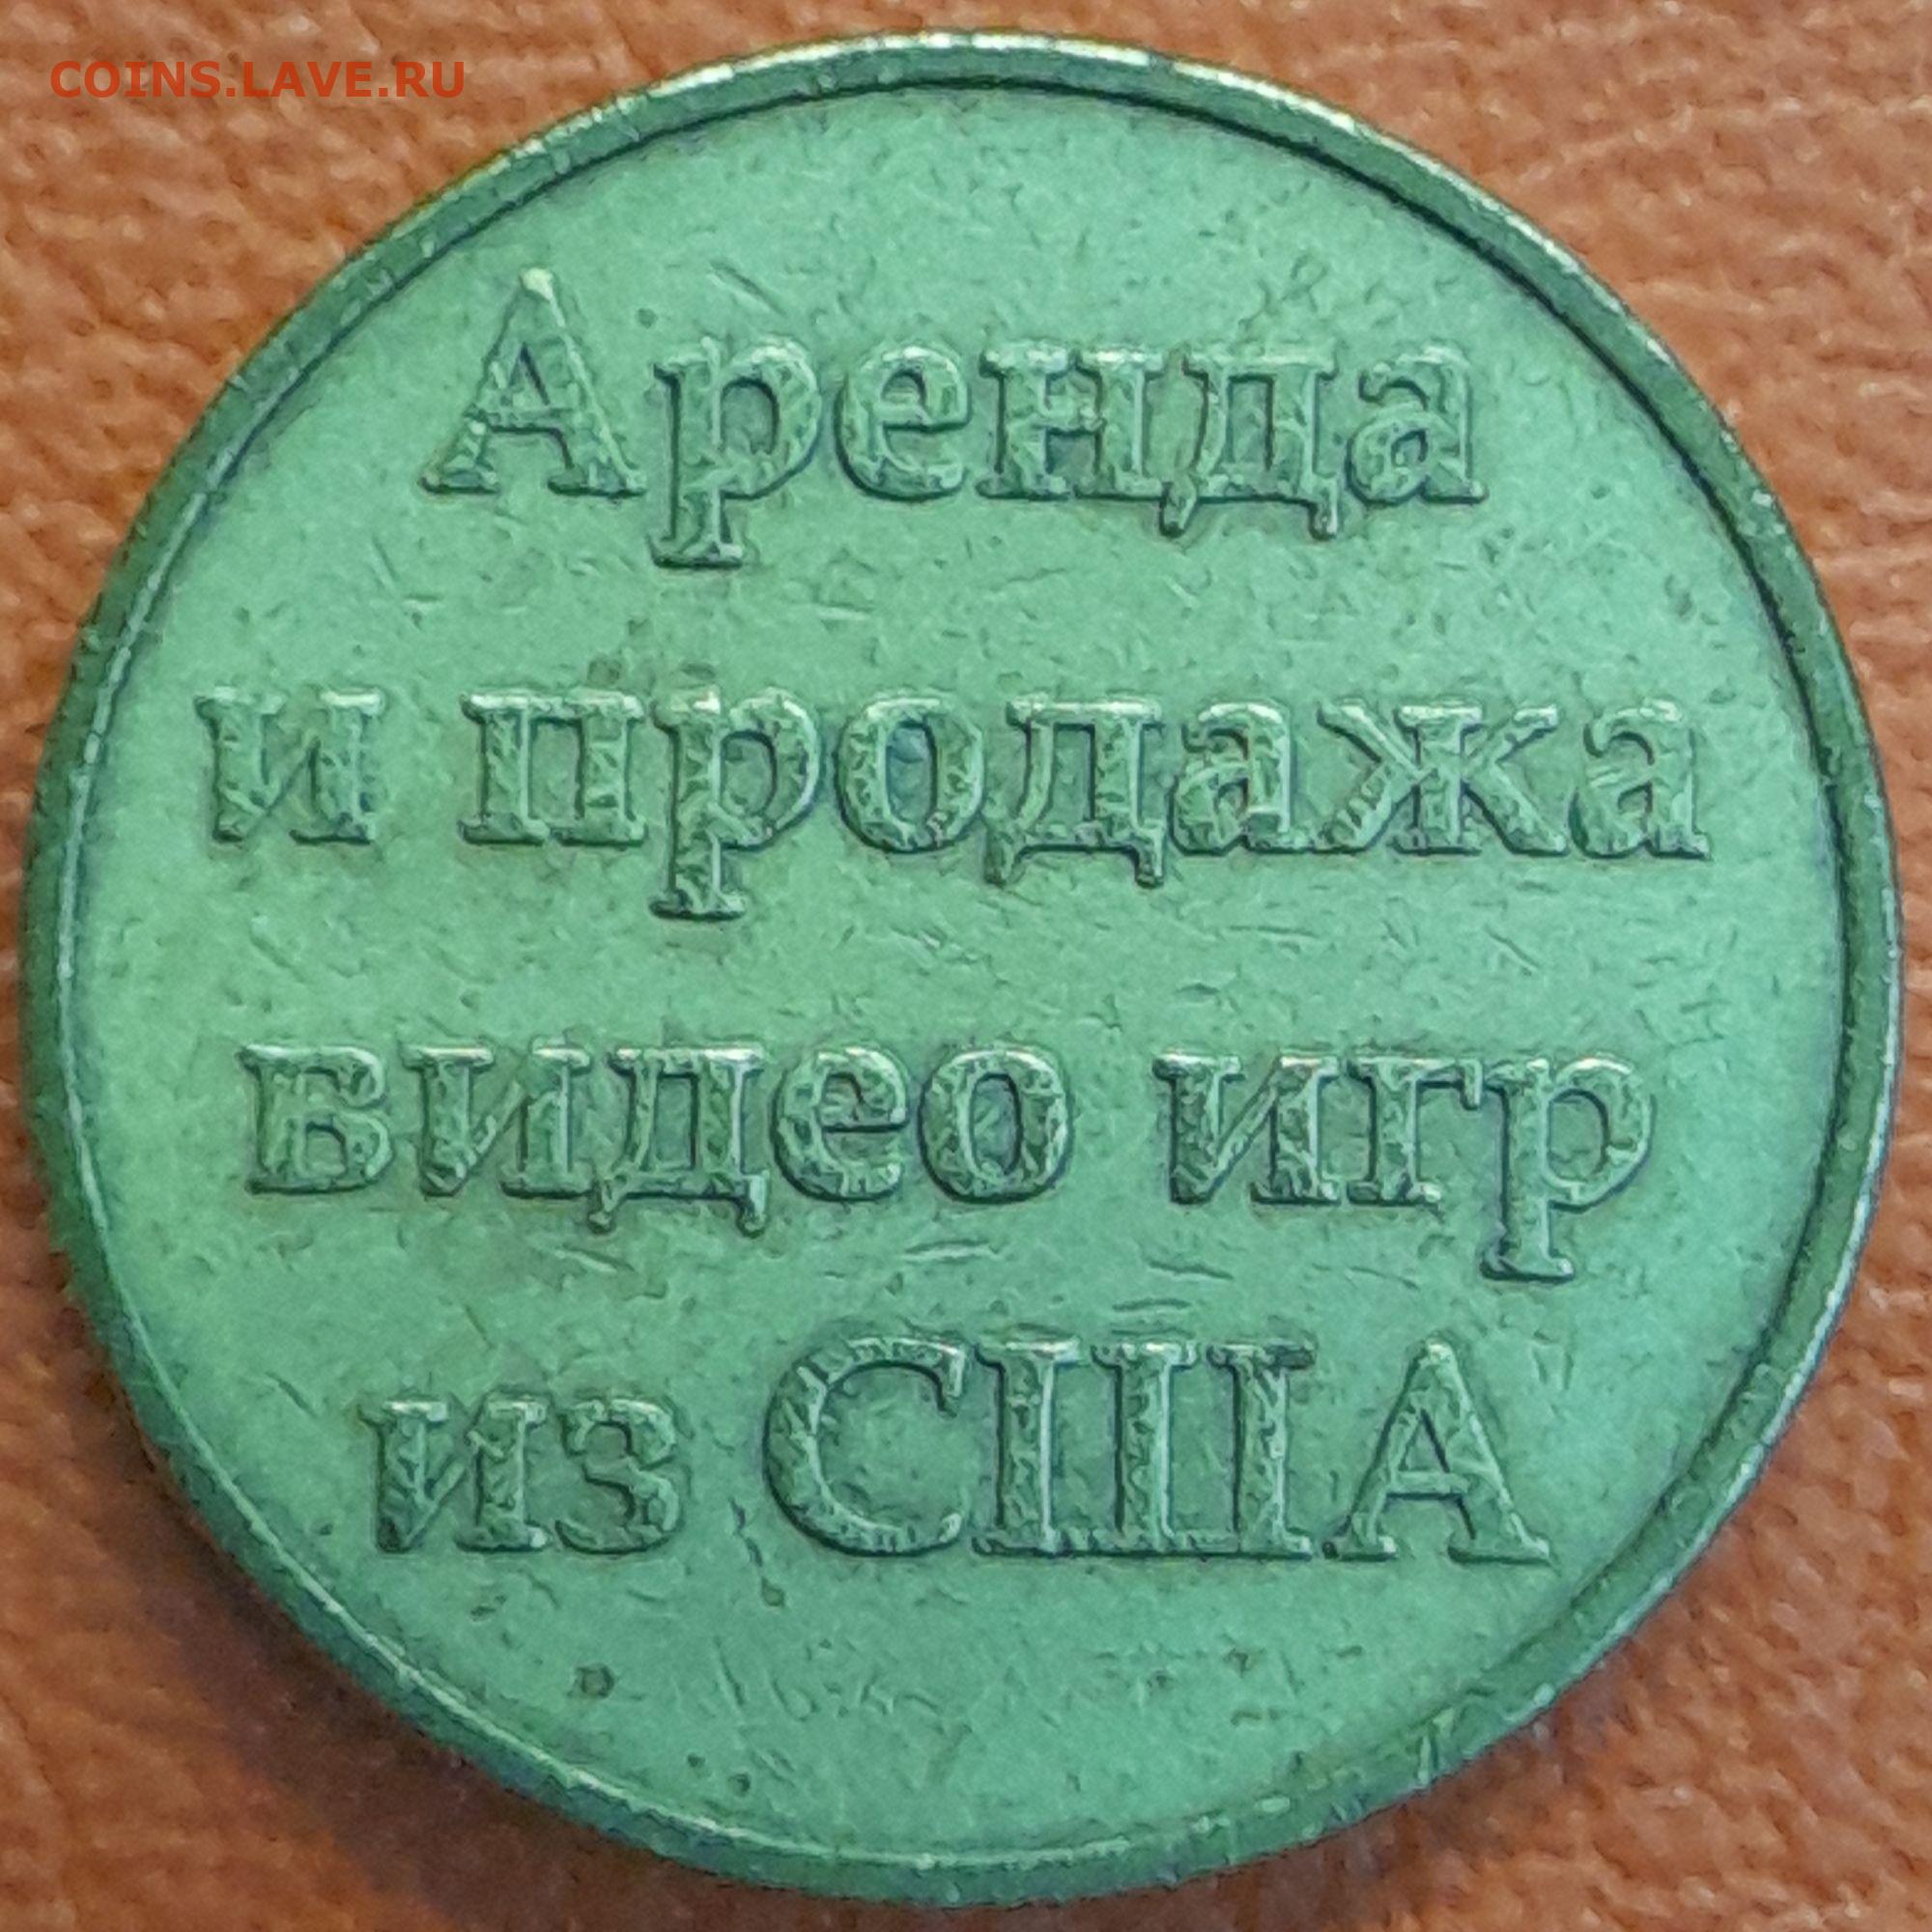 COINS.LAVE.RU
Аренда
и продажа
видео игр
из США